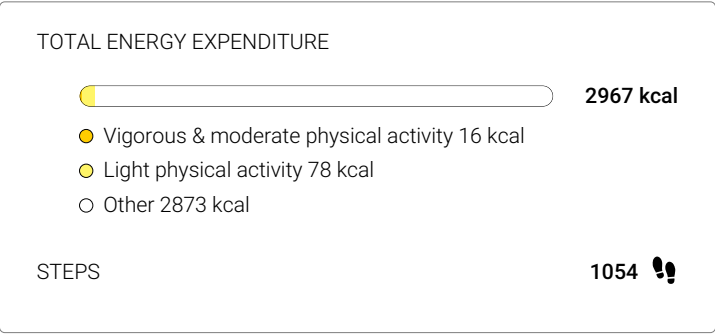 TOTAL ENERGY EXPENDITURE
2967 kcal
Vigorous & moderate physical activity 16 kcal
Light physical activity 78 kcal
Other 2873 kcal
STEPS 1054